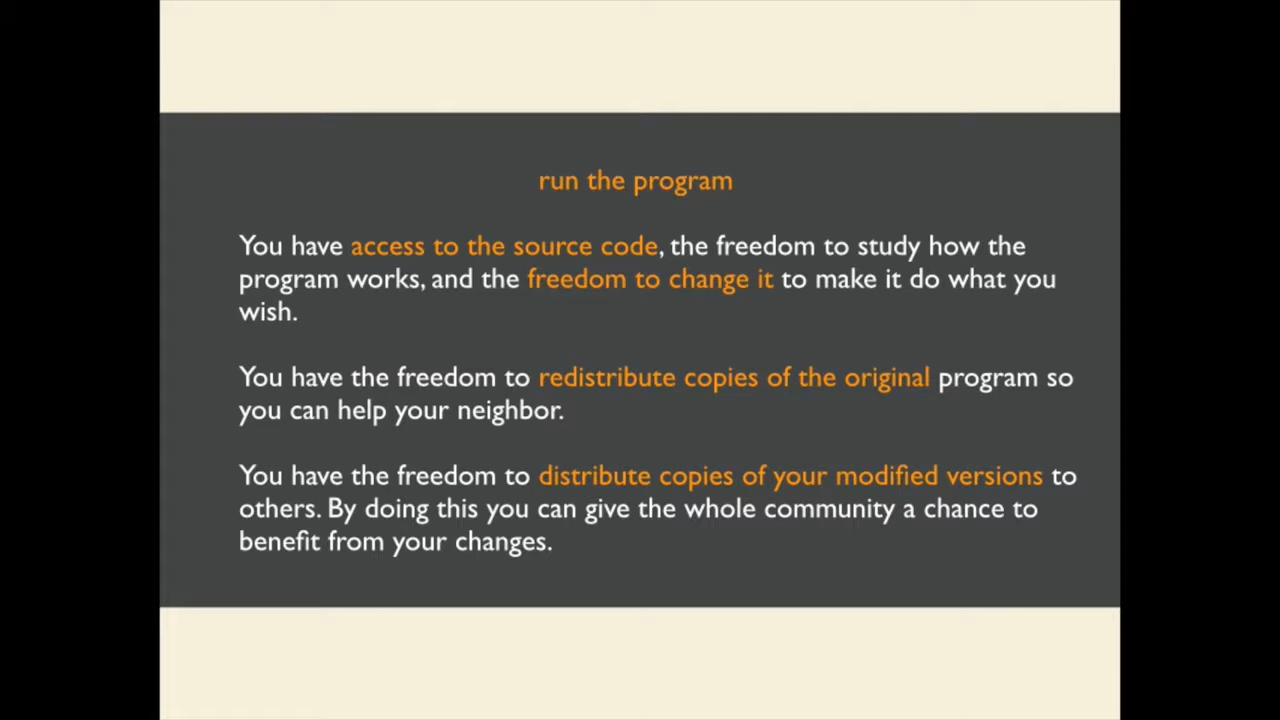 run the program
You have access to the source code, the freedom to study how the
program works, and the freedom to change it to make it do what you
wish.
You have the freedom to redistribute copies of the original program so
you can help your neighbor.
You have the freedom to distribute copies of your modified versions to
others. By doing this you can give the whole community a chance to
benefit from your changes.